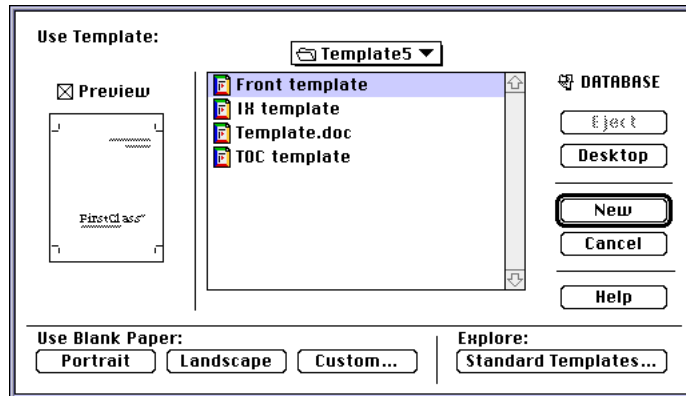 Use Template:
Template5
Preview
FirstClass
Front template
IX template
Template.doc
TOC template
DATABASE
Eject
Desktop
New
Cancel
Help
Use Blank Paper:
Portrait
Landscape
Custom...
Explore:
Standard Templates...